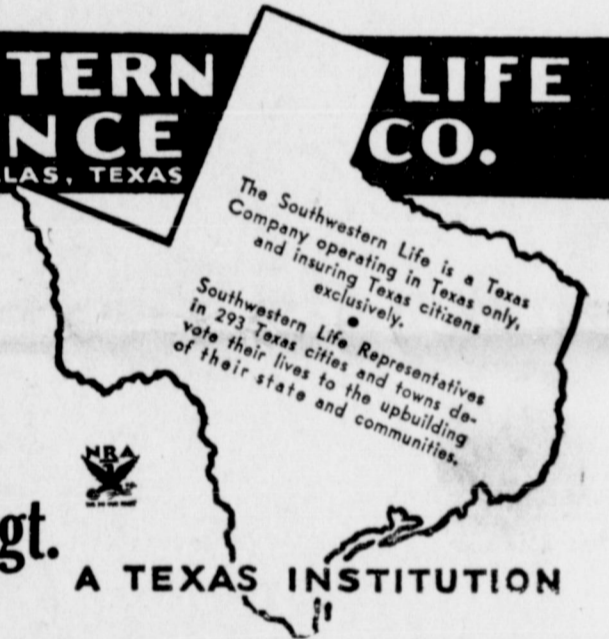 TERN LIFE
NCE CO.
LLAS, TEXAS
The Southwestern Life is a Texas
Company operating in Texas only,
and insuring Texas citizens
exclusively.
•
Southwestern Life Representatives
in 293 Texas cities and towns de-
vote their lives to the upbuilding
of their state and communities.
NRA
gt.
A TEXAS INSTITUTION